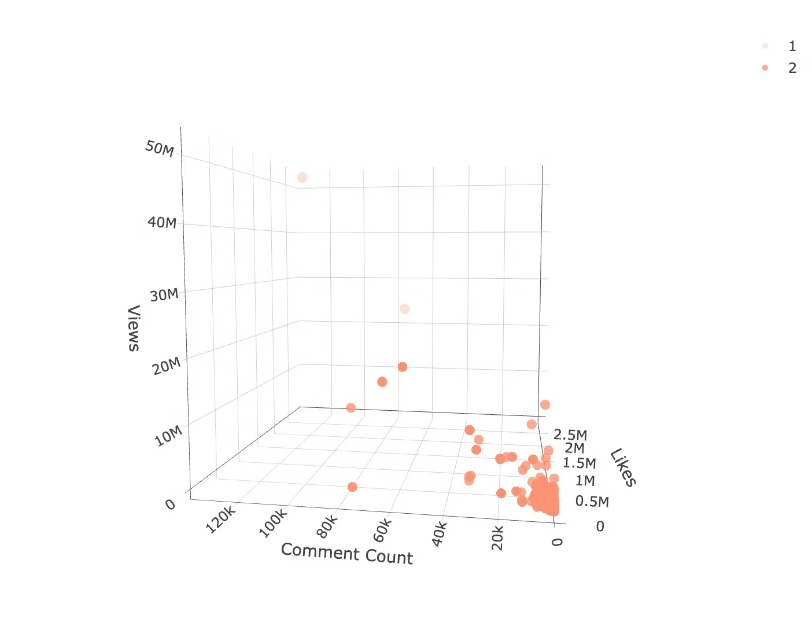 1
2
50M
40M
30M
20M
10M
0
Views
120k
100k
80k
60k
40k
20k
0
Comment Count
2.5M
2M
1.5M
1M
0.5M
0
Likes